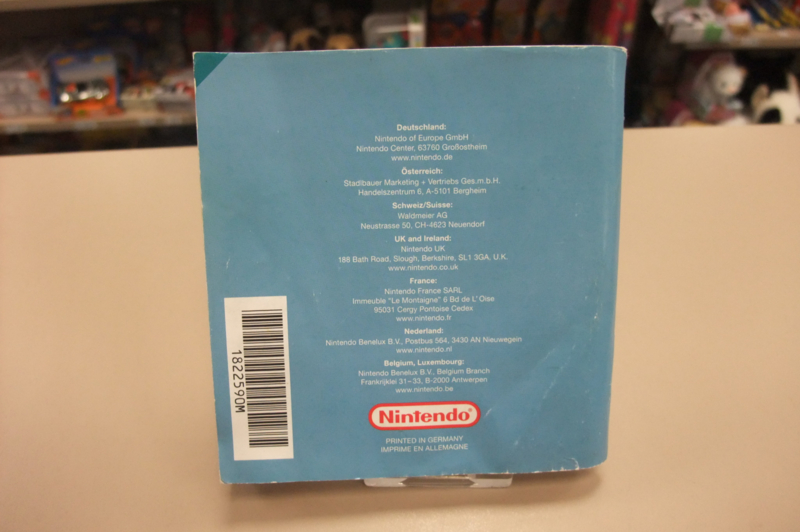 Deutschland:
Nintendo of Europe GmbH
Nintendo Center, 63760 Großostheim
www.nintendo.de
Österreich:
Stadlbauer Marketing + Vertriebs Ges.m.b.H.
Handelszentrum 6, A-5101 Bergheim
Schweiz/Suisse:
Waldmeier AG
Neustrasse 50, CH-4623 Neuendorf
UK and Ireland:
Nintendo UK
188 Bath Road, Slough, Berkshire, SL1 3GA, U.K.
www.nintendo.co.uk
France:
Nintendo France SARL
Immeuble "Le Montaigne" 6 Bd de L' Oise
95031 Cergy Pontoise Cedex
www.nintendo.fr
Nederland:
Nintendo Benelux B.V., Postbus 564, 3430 AN Nieuwegein
www.nintendo.nl
Belgium, Luxembourg:
Nintendo Benelux B.V., Belgium Branch
Frankrijklei 31–33, B-2000 Antwerpen
www.nintendo.be
Nintendo®
PRINTED IN GERMANY
IMPRIME EN ALLEMAGNE
1822590M